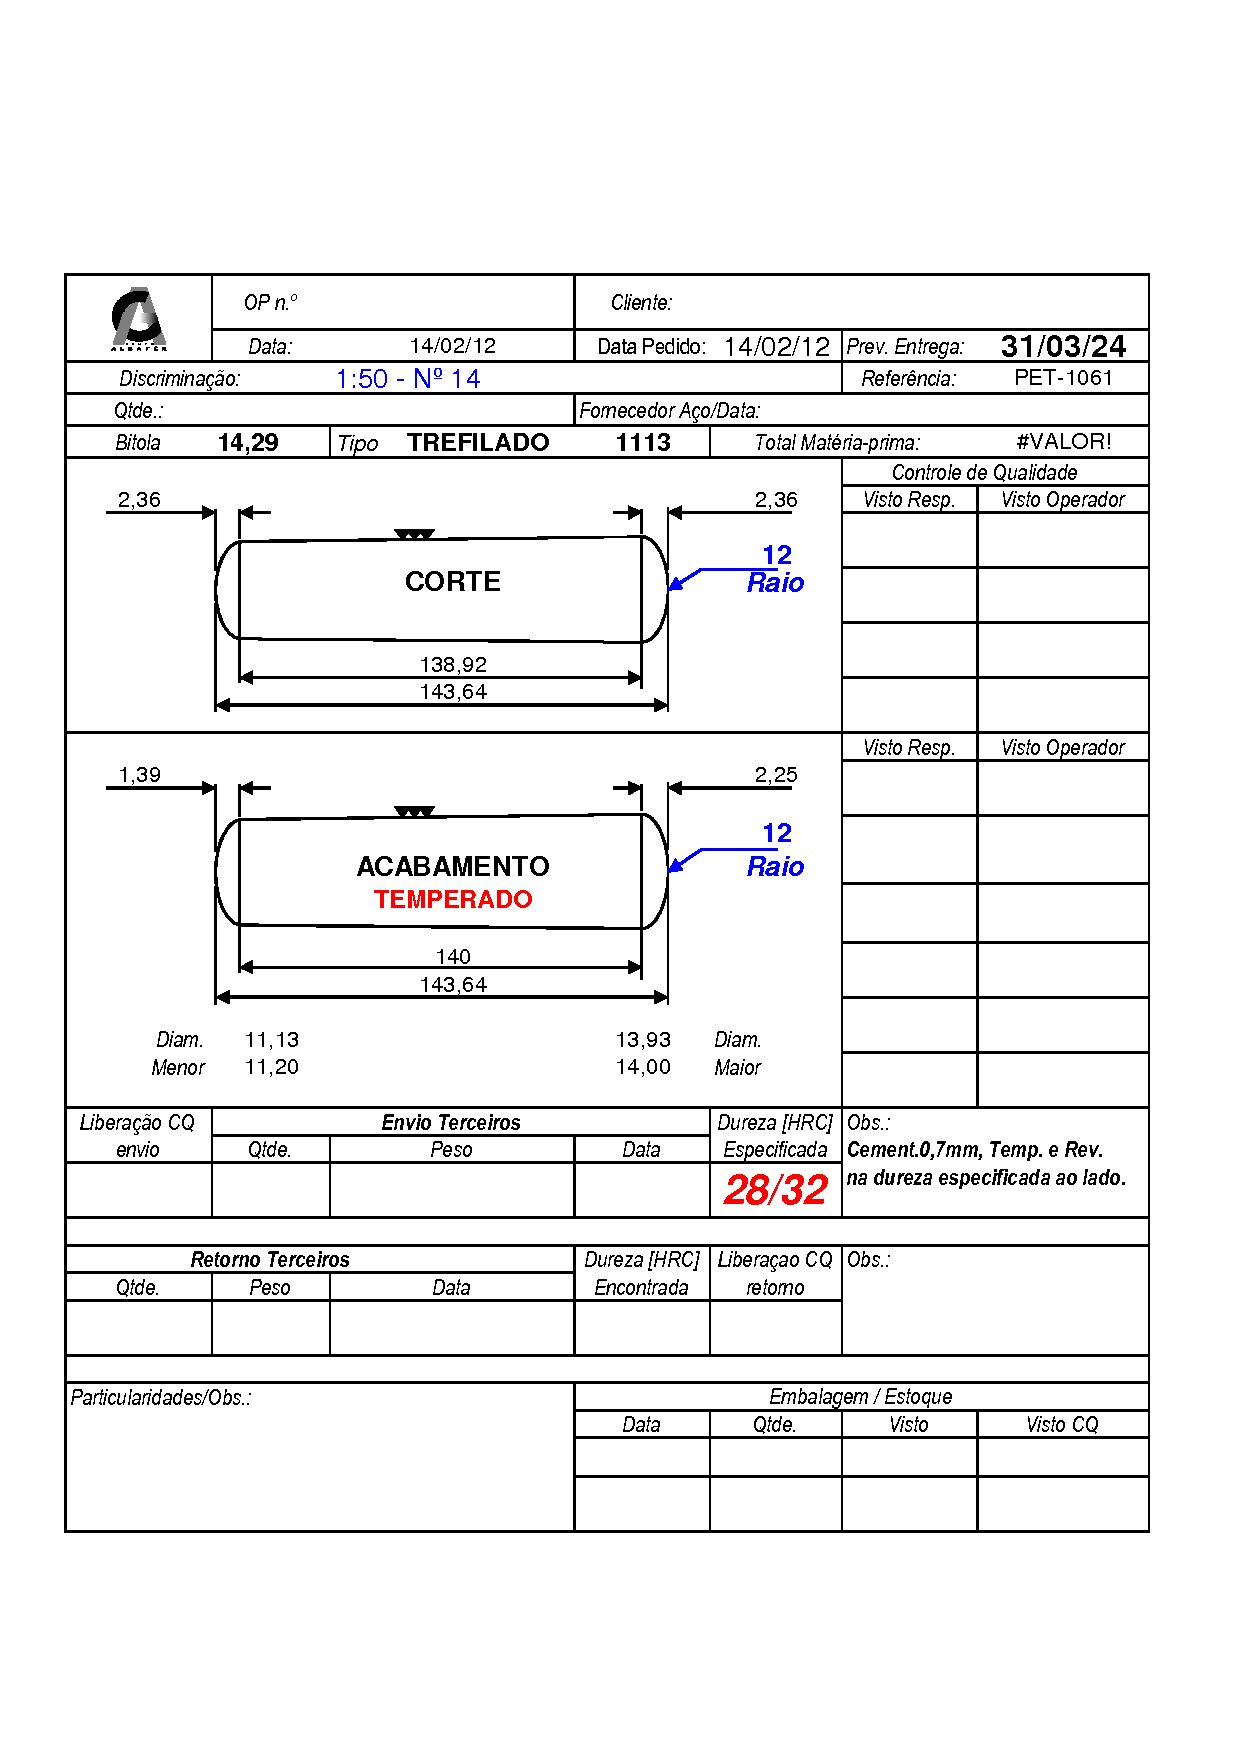 ALBAFER
OP n.º Cliente:
Data: 14/02/12 Data Pedido: 14/02/12 Prev. Entrega: 31/03/24
Discriminação: 1:50 - Nº 14 Referência: PET-1061
Qtde.: Fornecedor Aço/Data:
Bitola 14,29 Tipo TREFILADO 1113 Total Matéria-prima: #VALOR!
Controle de Qualidade
2,36 2,36 Visto Resp. Visto Operador
12
CORTE Raio
138,92
143,64
Visto Resp. Visto Operador
1,39 2,25
12
ACABAMENTO Raio
TEMPERADO
140
143,64
Diam. 11,13 13,93 Diam.
Menor 11,20 14,00 Maior
Liberação CQ Envio Terceiros Dureza [HRC] Obs.:
envio Qtde. Peso Data Especificada Cement.0,7mm, Temp. e Rev.
28/32 na dureza especificada ao lado.
Retorno Terceiros Dureza [HRC] Liberaçao CQ Obs.:
Qtde. Peso Data Encontrada retorno
Particularidades/Obs.: Embalagem / Estoque
Data Qtde. Visto Visto CQ